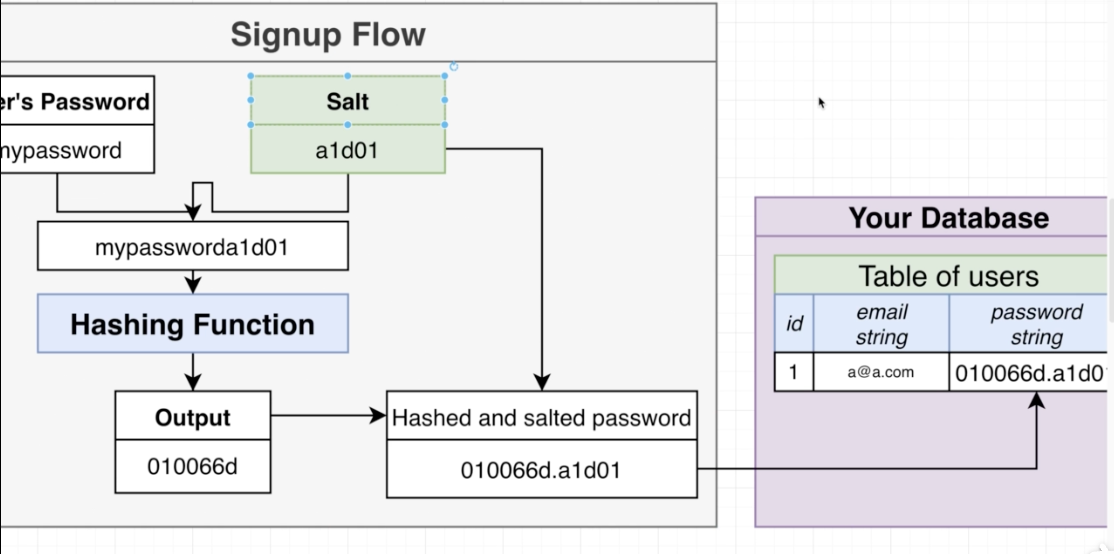 Signup Flow
er's Password
mypassword
Salt
a1d01
mypassworda1d01
Hashing Function
Output
010066d
Hashed and salted password
010066d.a1d01
Your Database
Table of users
id
email
string
password
string
1
a@a.com
010066d.a1d0